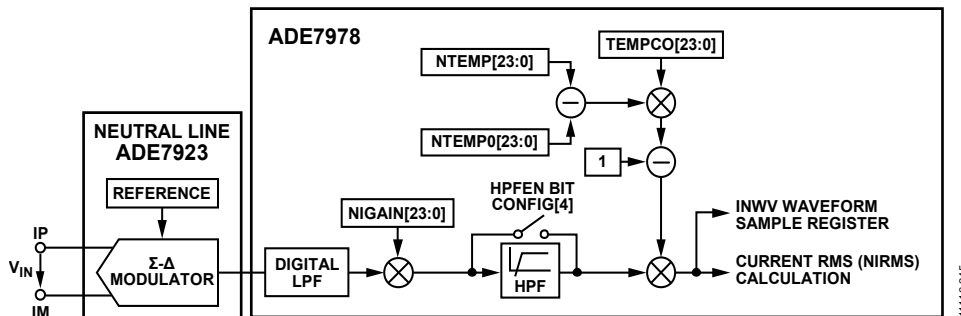 ADE7978
TEMPCO[23:0]
NTEMP[23:0]
NTEMP0[23:0]
1
NEUTRAL LINE
ADE7923
REFERENCE
IP
VIN
IM
Σ-Δ
MODULATOR
DIGITAL
LPF
NIGAIN[23:0]
HPFEN BIT
CONFIG[4]
HPF
INWV WAVEFORM
SAMPLE REGISTER
CURRENT RMS (NIRMS)
CALCULATION